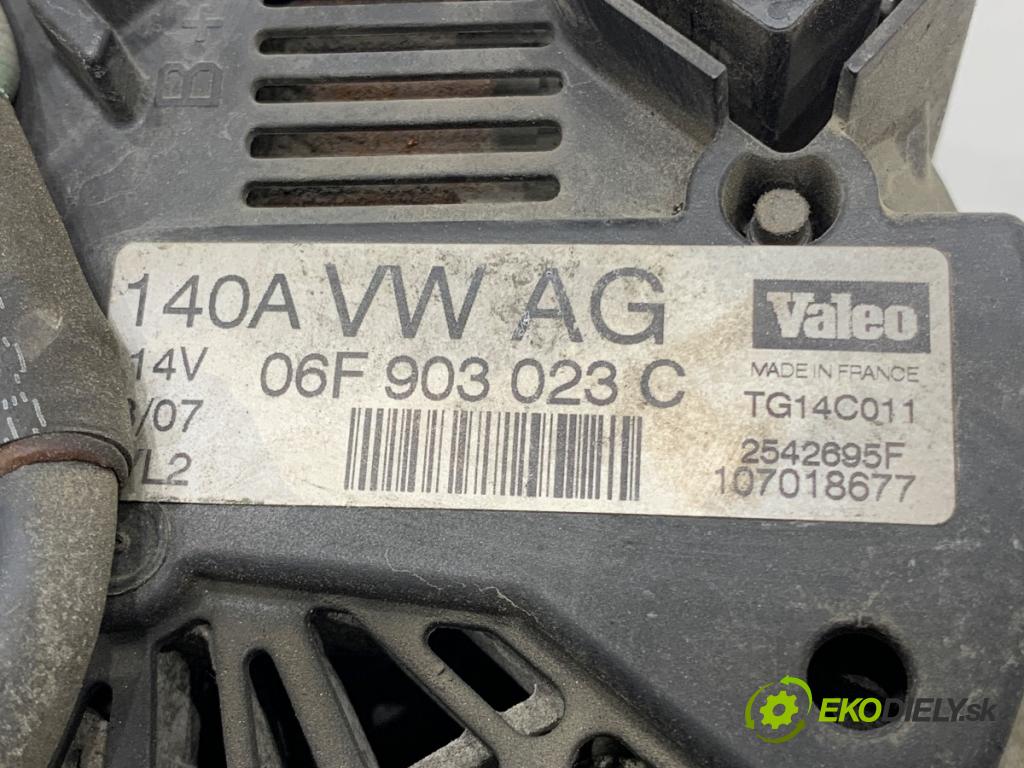 B+
140A VW AG
14V 06F 903 023 C
/07
/L2
Valeo
MADE IN FRANCE
TG14C011
2542695F
107018677
EKODIELY.sk